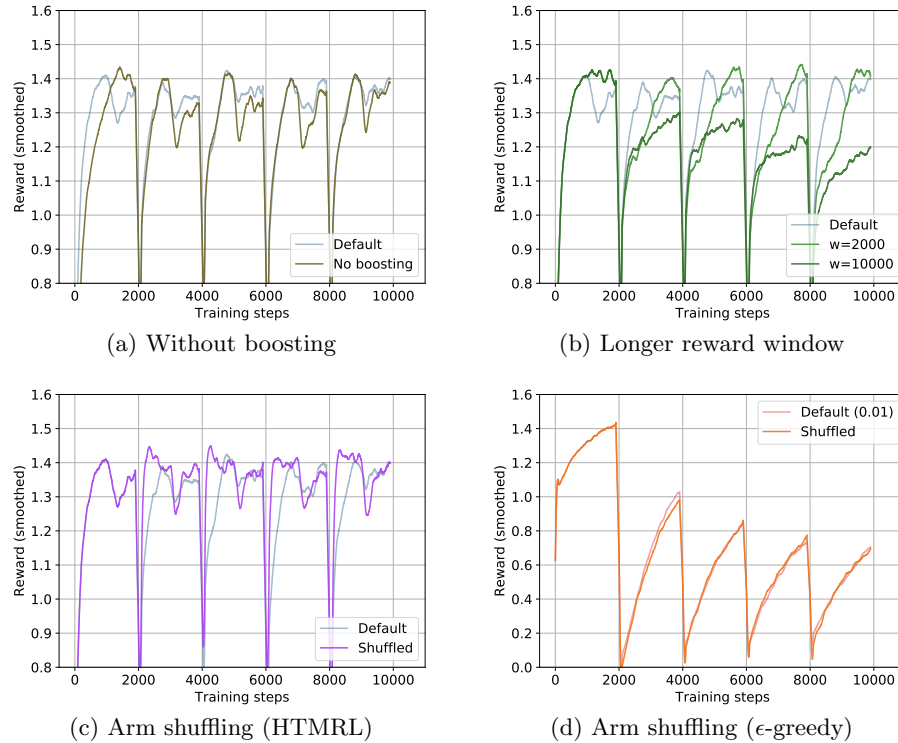 1.6
1.5
1.4
1.3
1.2
1.1
1.0
0.9
0.8
Reward (smoothed)
0 2000 4000 6000 8000 10000
Training steps
Default
No boosting
(a) Without boosting
1.6
1.5
1.4
1.3
1.2
1.1
1.0
0.9
0.8
Reward (smoothed)
0 2000 4000 6000 8000 10000
Training steps
Default
w=2000
w=10000
(b) Longer reward window
1.6
1.5
1.4
1.3
1.2
1.1
1.0
0.9
0.8
Reward (smoothed)
0 2000 4000 6000 8000 10000
Training steps
Default
Shuffled
(c) Arm shuffling (HTMRL)
1.6
1.4
1.2
1.0
0.8
0.6
0.4
0.2
0.0
Reward (smoothed)
0 2000 4000 6000 8000 10000
Training steps
Default (0.01)
Shuffled
(d) Arm shuffling (ϵ-greedy)